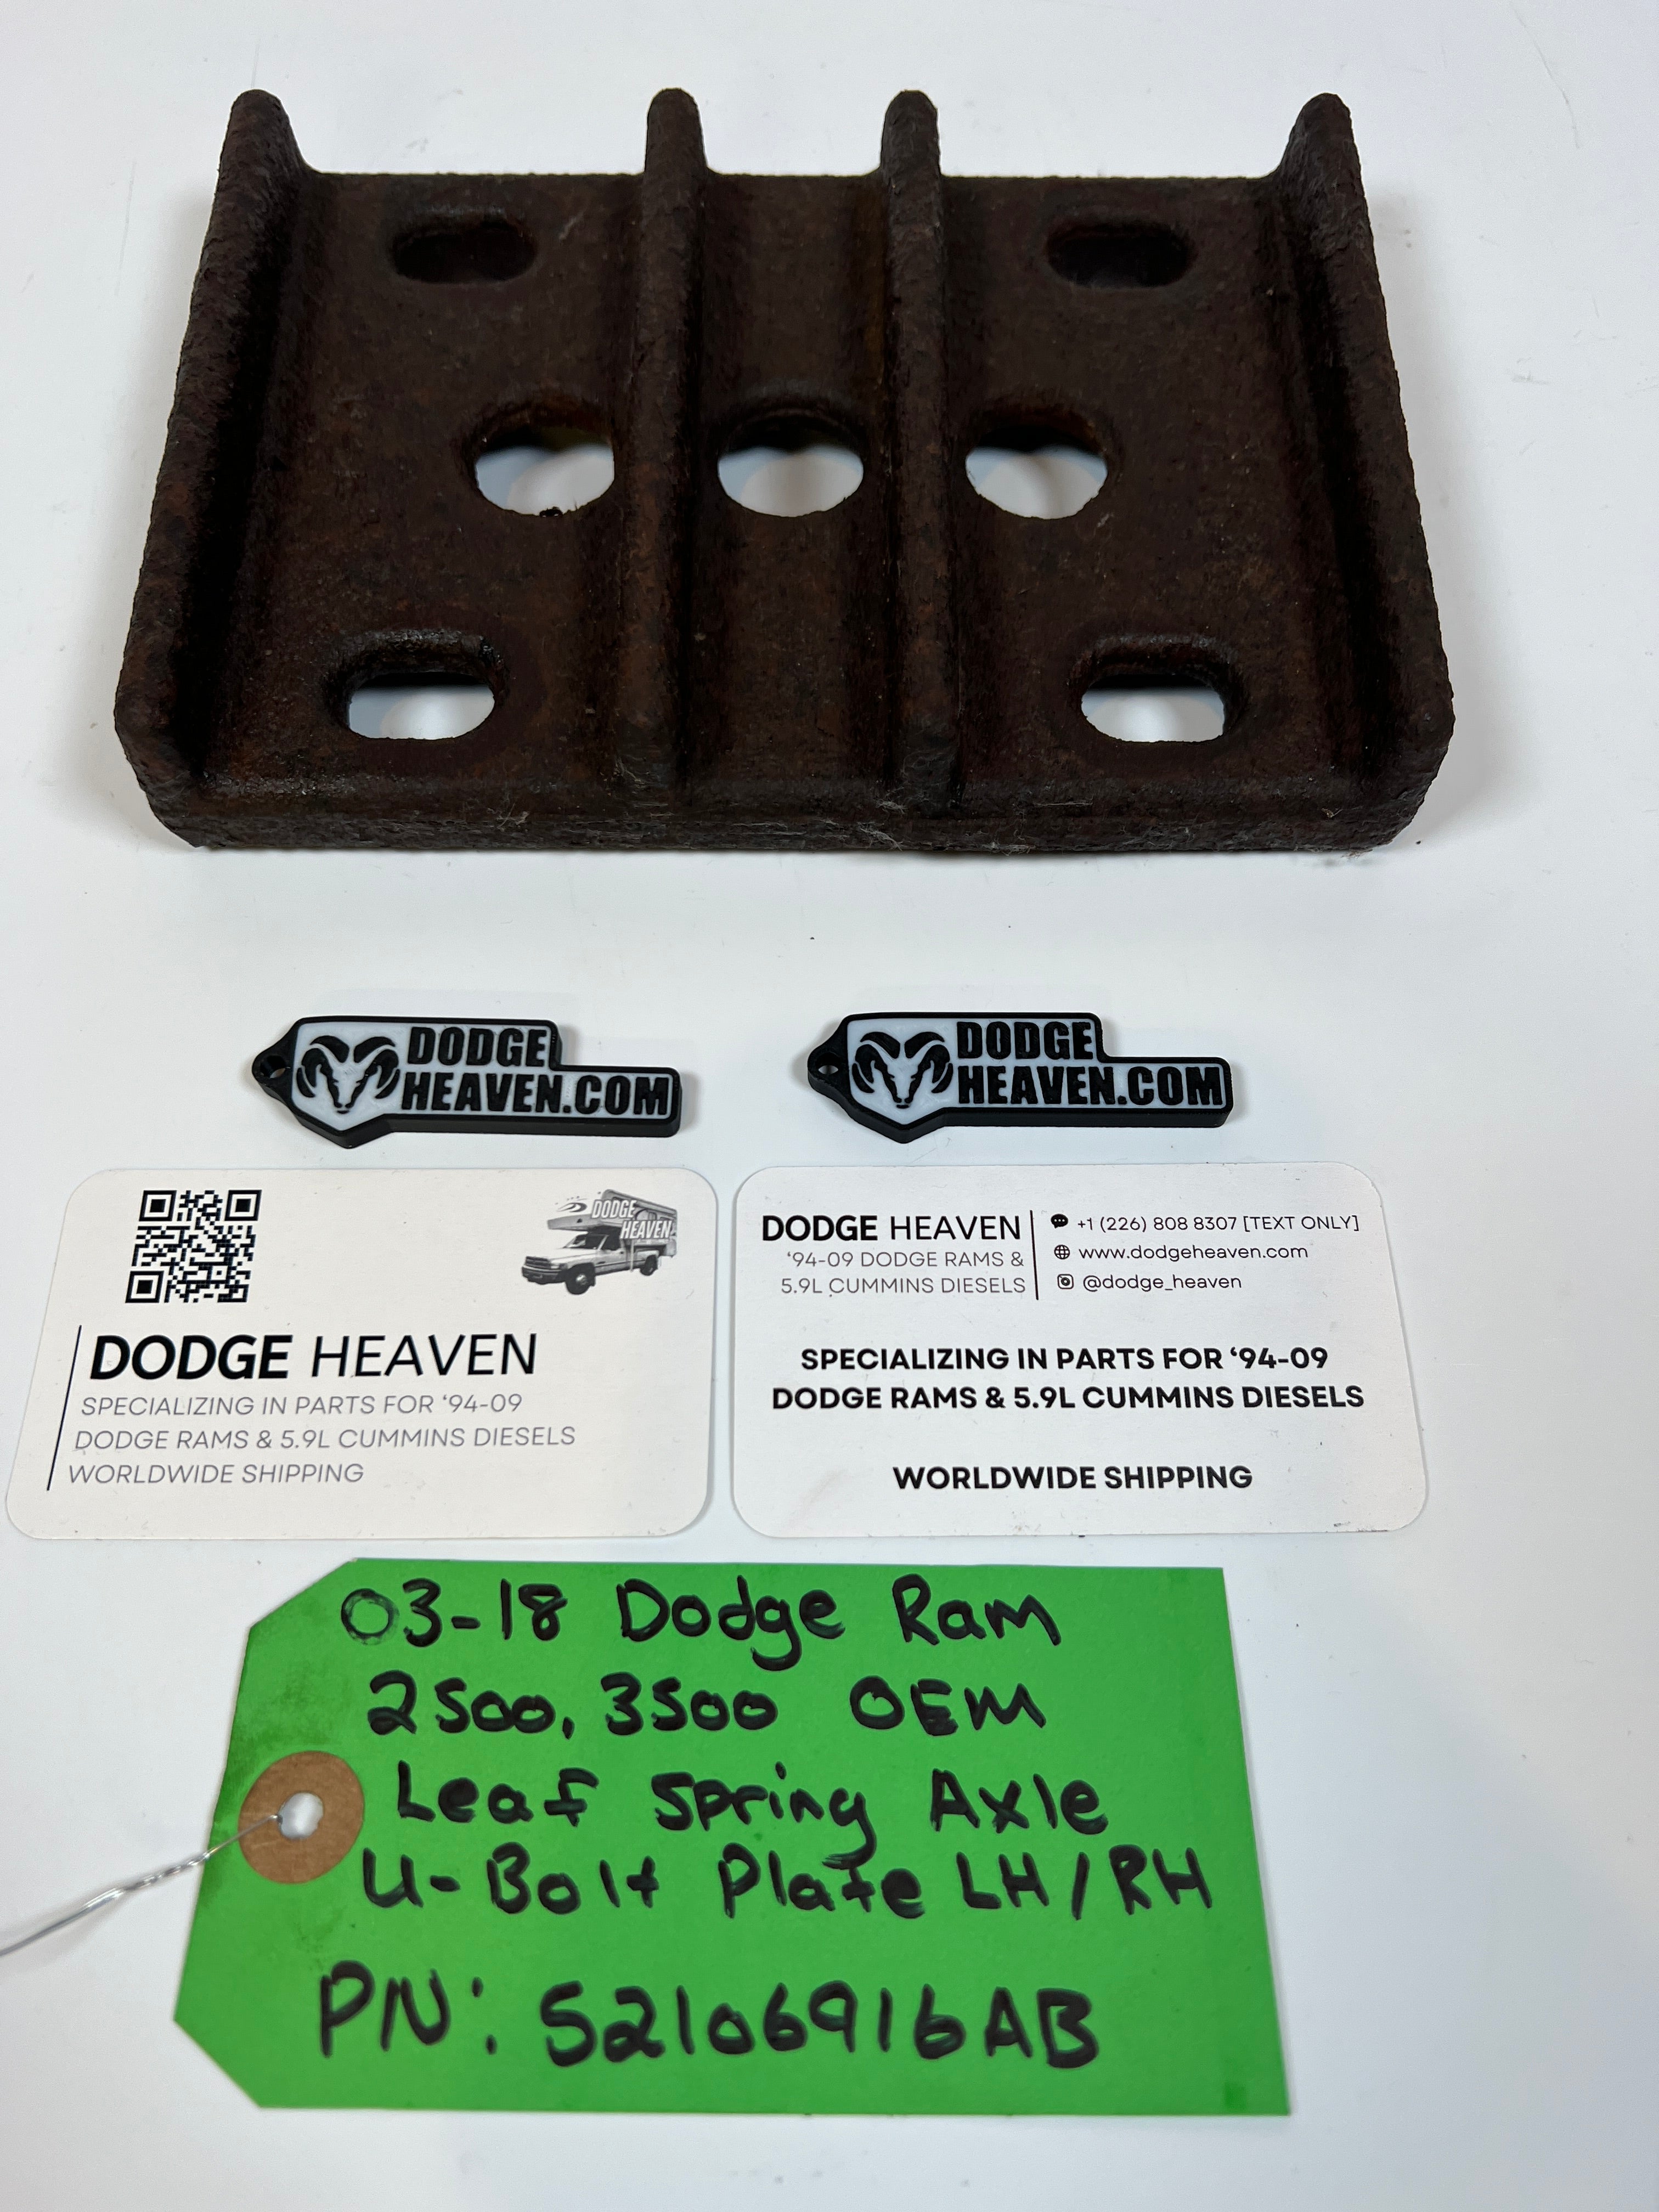 DODGE
HEAVEN.COM
DODGE
HEAVEN.COM
DODGE
HEAVEN
DODGE HEAVEN
SPECIALIZING IN PARTS FOR ‘94-09
DODGE RAMS & 5.9L CUMMINS DIESELS
WORLDWIDE SHIPPING
DODGE HEAVEN
‘94-09 DODGE RAMS &
5.9L CUMMINS DIESELS
+1 (226) 808 8307 [TEXT ONLY]
www.dodgeheaven.com
@dodge_heaven
SPECIALIZING IN PARTS FOR ‘94-09
DODGE RAMS & 5.9L CUMMINS DIESELS
WORLDWIDE SHIPPING
03-18 Dodge Ram
2500, 3500 OEM
Leaf Spring Axle
U-Bolt Plate LH/RH
PN: 52106916AB